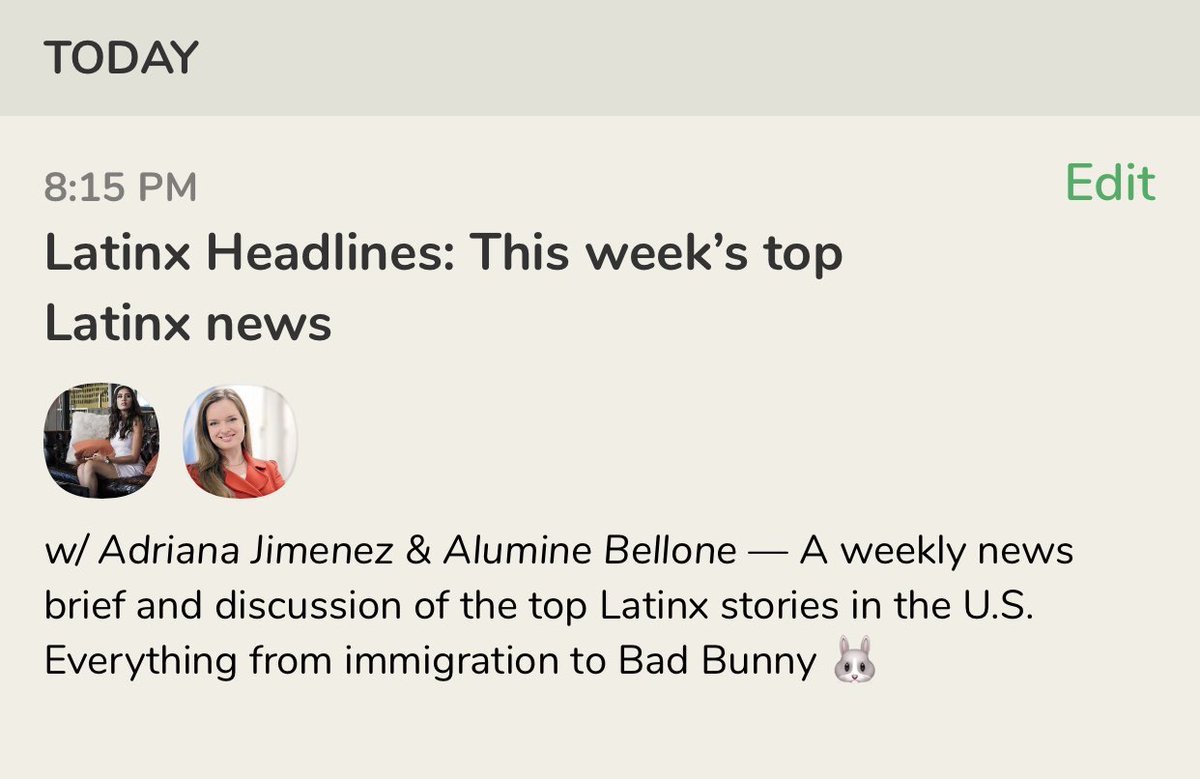 TODAY
8:15 PM
Edit
Latinx Headlines: This week’s top
Latinx news
w/ Adriana Jimenez & Alumine Bellone — A weekly news
brief and discussion of the top Latinx stories in the U.S.
Everything from immigration to Bad Bunny 🐰